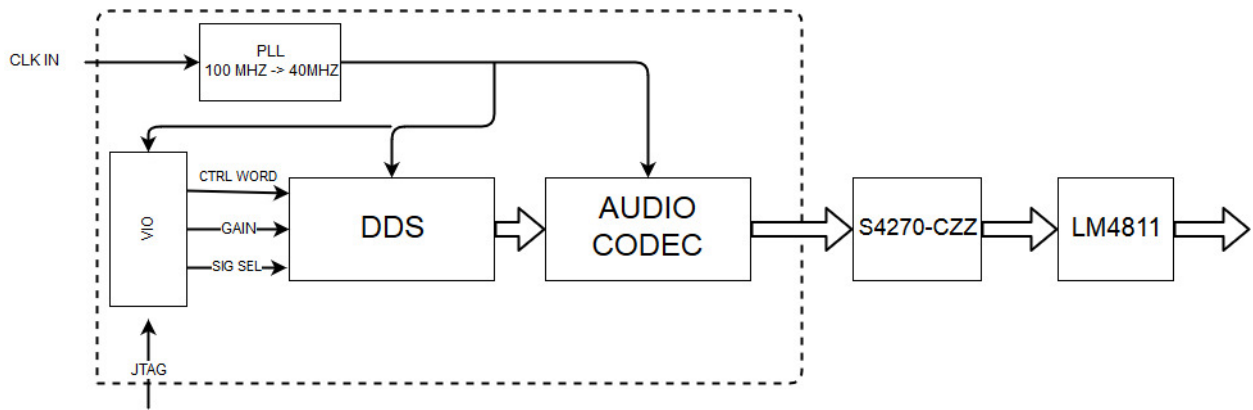 CLK IN
PLL
100 MHZ -> 40MHZ
VIO
CTRL WORD
GAIN
SIG SEL
DDS
AUDIO
CODEC
S4270-CZZ
LM4811
JTAG